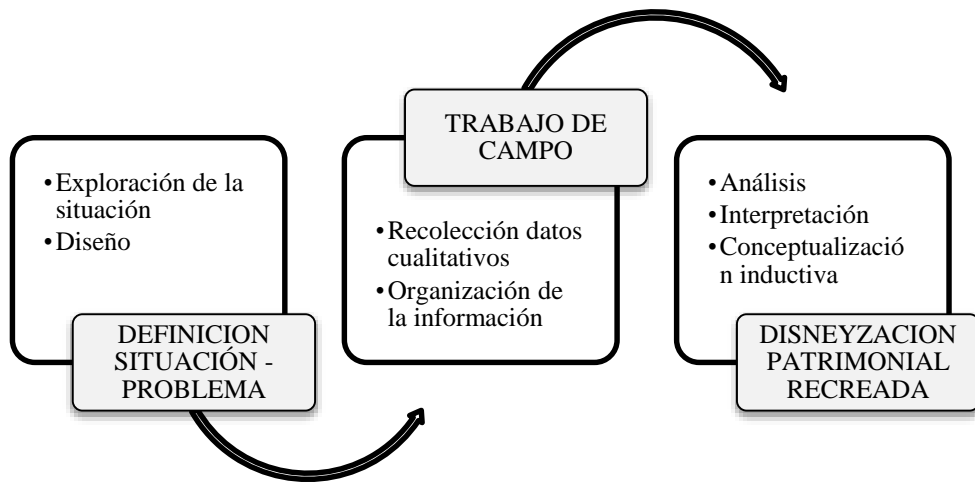 •Exploración de la
situación
•Diseño
DEFINICION
SITUACIÓN -
PROBLEMA
TRABAJO DE
CAMPO
•Recolección datos
cualitativos
•Organización de
la información
•Análisis
•Interpretación
•Conceptualizació
n inductiva
DISNEYZACION
PATRIMONIAL
RECREADA